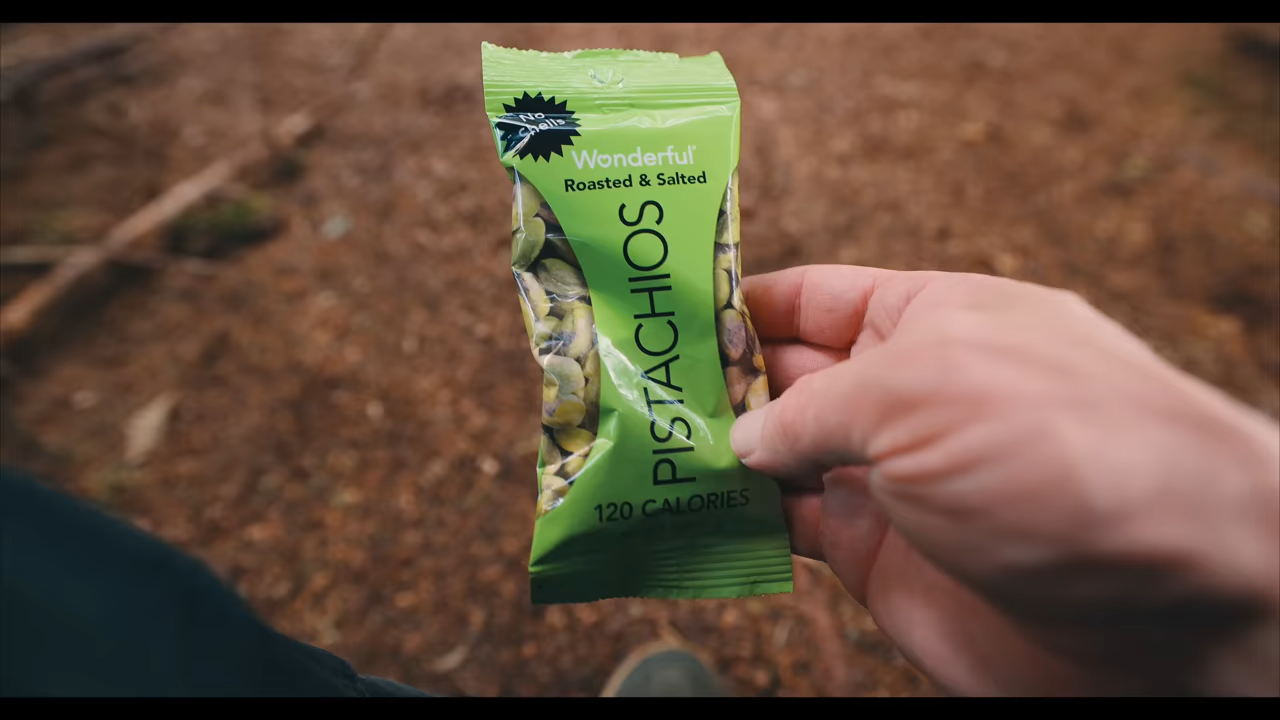 No
Shells
Wonderful
Roasted & Salted
PISTACHIOS
120 CALORIES